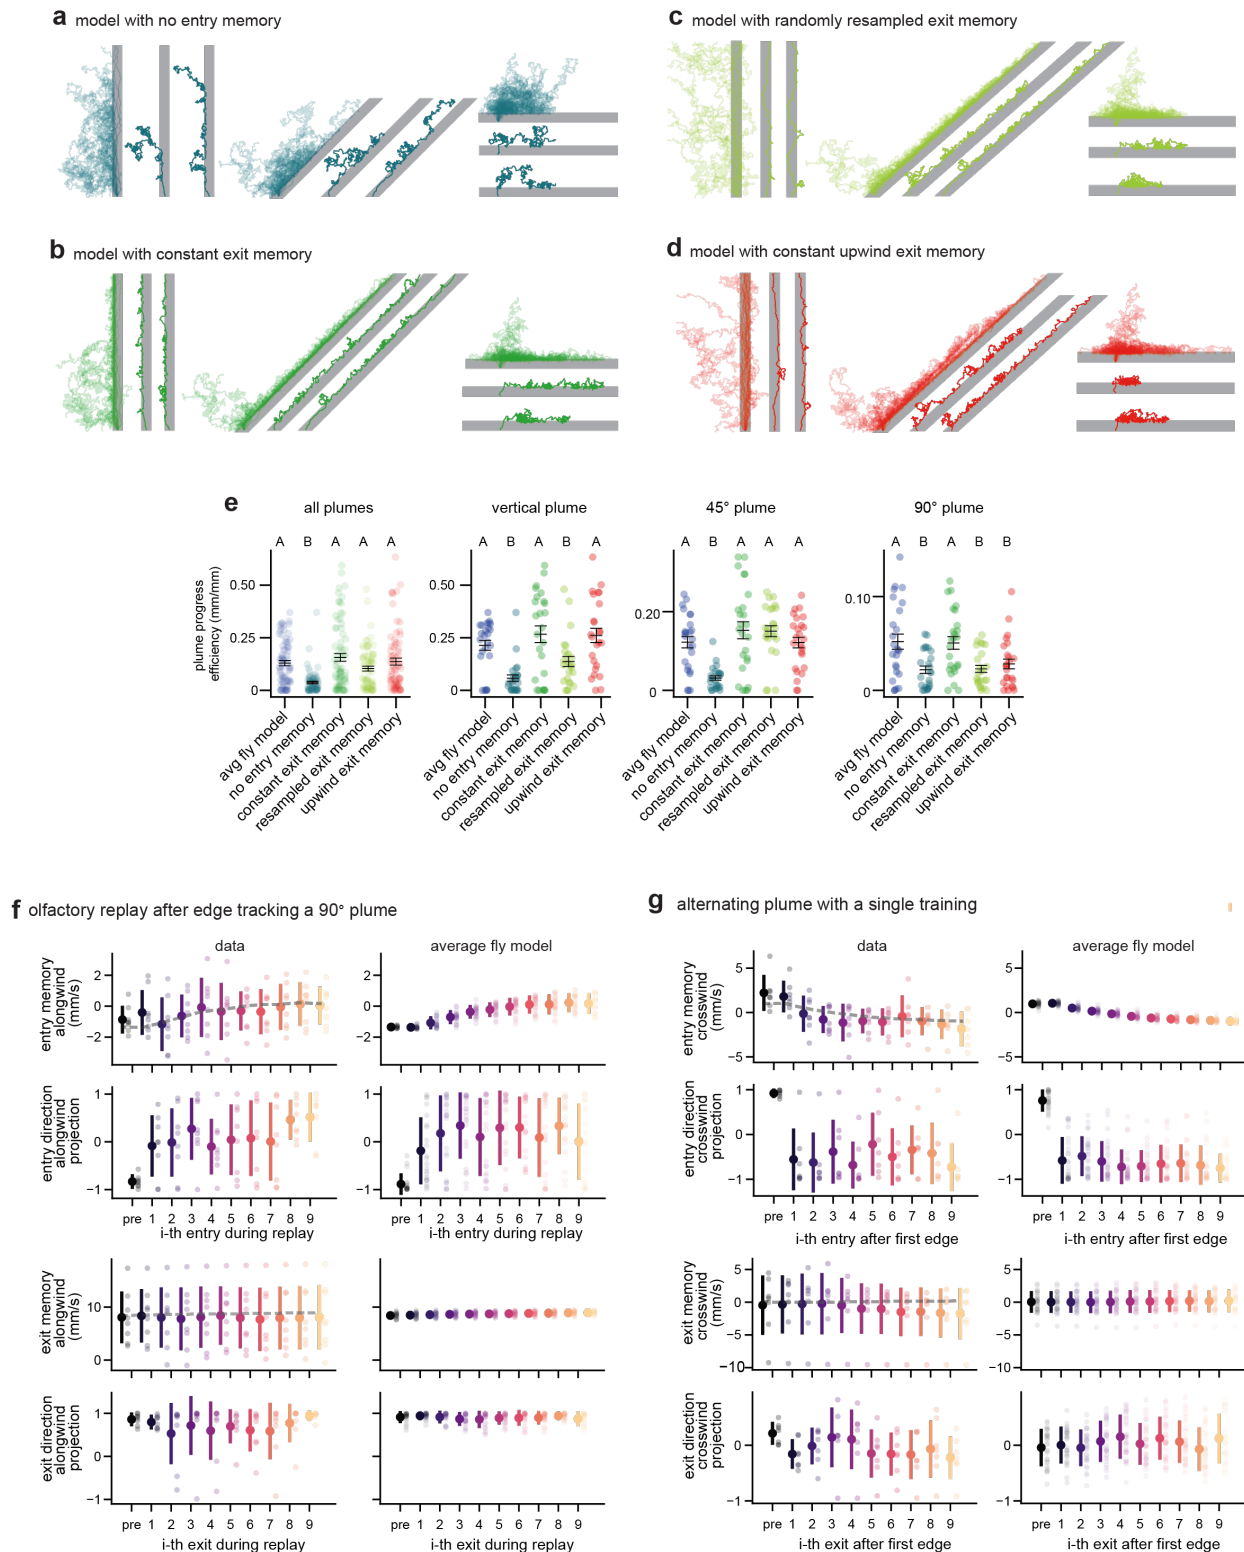 a model with no entry memory
c model with randomly resampled exit memory
b model with constant exit memory
d model with constant upwind exit memory
e
all plumes
vertical plume
45° plume
90° plume
A B A A A
A B A B A
A B A A A
A B A B B
plume progress
efficiency (mm/mm)
0.50
0.25
0
0.50
0.25
0
0.20
0
0.10
0
avg fly model
no entry memory
constant exit memory
resampled exit memory
upwind exit memory
avg fly model
no entry memory
constant exit memory
resampled exit memory
upwind exit memory
avg fly model
no entry memory
constant exit memory
resampled exit memory
upwind exit memory
avg fly model
no entry memory
constant exit memory
resampled exit memory
upwind exit memory
f olfactory replay after edge tracking a 90° plume
data
average fly model
entry memory
alongwind
(mm/s)
2
0
−2
2
0
−2
entry direction
alongwind
projection
1
0
−1
1
0
−1
pre 1 2 3 4 5 6 7 8 9
i-th entry during replay
pre 1 2 3 4 5 6 7 8 9
i-th entry during replay
exit memory
alongwind
(mm/s)
10
0
exit direction
alongwind
projection
1
0
−1
pre 1 2 3 4 5 6 7 8 9
i-th exit during replay
pre 1 2 3 4 5 6 7 8 9
i-th exit during replay
g alternating plume with a single training
data
average fly model
entry memory
crosswind
(mm/s)
5
0
−5
5
0
−5
entry direction
crosswind
projection
1
0
−1
1
0
−1
pre 1 2 3 4 5 6 7 8 9
i-th entry after first edge
pre 1 2 3 4 5 6 7 8 9
i-th entry after first edge
exit memory
crosswind
(mm/s)
5
0
−5
−10
5
0
−5
−10
exit direction
crosswind
projection
0
−1
0
−1
pre 1 2 3 4 5 6 7 8 9
i-th exit after first edge
pre 1 2 3 4 5 6 7 8 9
i-th exit after first edge